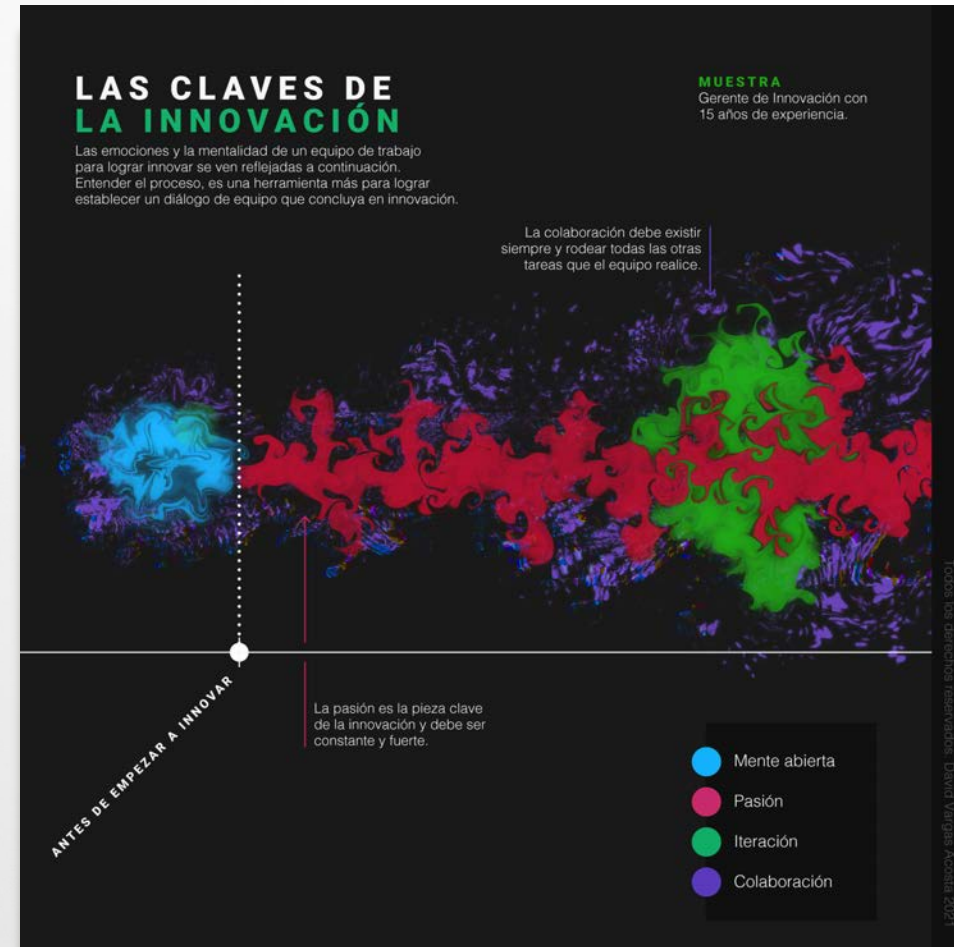 LAS CLAVES DE
LA INNOVACIÓN
Las emociones y la mentalidad de un equipo de trabajo
para lograr innovar se ven reflejadas a continuación.
Entender el proceso, es una herramienta más para lograr
establecer un diálogo de equipo que concluya en innovación.
MUESTRA
Gerente de Innovación con
15 años de experiencia.
La colaboración debe existir
siempre y rodear todas las otras
tareas que el equipo realice.
ANTES DE EMPEZAR A INNOVAR
La pasión es la pieza clave
de la innovación y debe ser
constante y fuerte.
Mente abierta
Pasión
Iteración
Colaboración
Todos los derechos reservados. David Vargas Acosta 2021